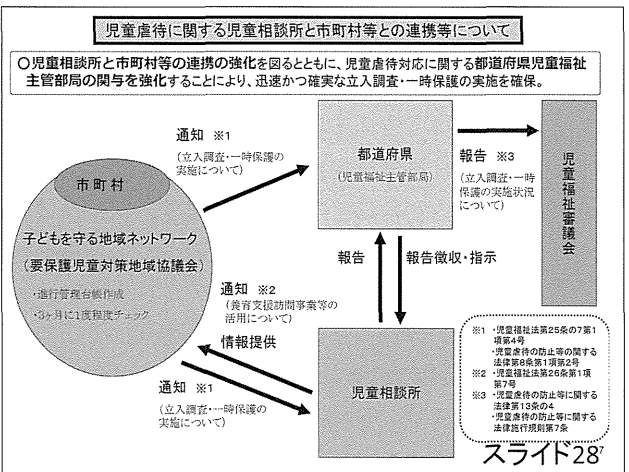 児童虐待に関する児童相談所と市町村等との連携等について
〇児童相談所と市町村等の連携の強化を図るとともに、児童虐待対応に関する都道府県児童福祉
主管部局の関与を強化することにより、迅速かつ確実な立入調査・一時保護の実施を確保。
通知 ※1
(立入調査・一時保護の
実施について)
都道府県
(児童福祉主管部局)
報告 ※3
(立入調査・一時
保護の実施状況
について)
児童福祉審議会
市町村
子どもを守る地域ネットワーク
(要保護児童対策地域協議会)
・進行管理台帳作成
・3ヶ月に1度程度チェック
報告
報告徴収・指示
通知 ※2
(養育支援訪問事業等の
活用について)
情報提供
通知 ※1
(立入調査・一時保護の
実施について)
児童相談所
※1 ・児童福祉法第25条の7第1
項第4号
・児童虐待の防止等の関する
法律第8条第1項第2号
※2 ・児童福祉法第26条第1項
第7号
※3 ・児童虐待の防止等に関する
法律第13条の4
・児童虐待の防止等に関する
法律施行規則第7条
スライド28
7